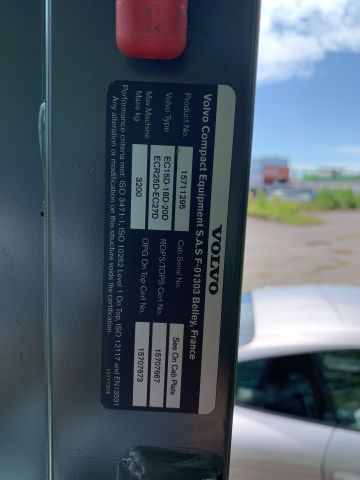 VOLVO
Volvo Compact Equipment S.A.S F-01303 Belley, France
Product No. 15711295 Cab Serial No. See On Cab Plate
Volvo Type EC15D-18D-20D ECR25D-EC27D ROPS/TOPS Cert No. 15707667
Max Machine Mass kg 3200 OPG On Top Cert No. 15707673
Performance criteria met: ISO 3471-1, ISO 10262 Level 1 On Top, ISO 12117 and EN13531
Any alteration or modification on this structure voids the certification.
15711374